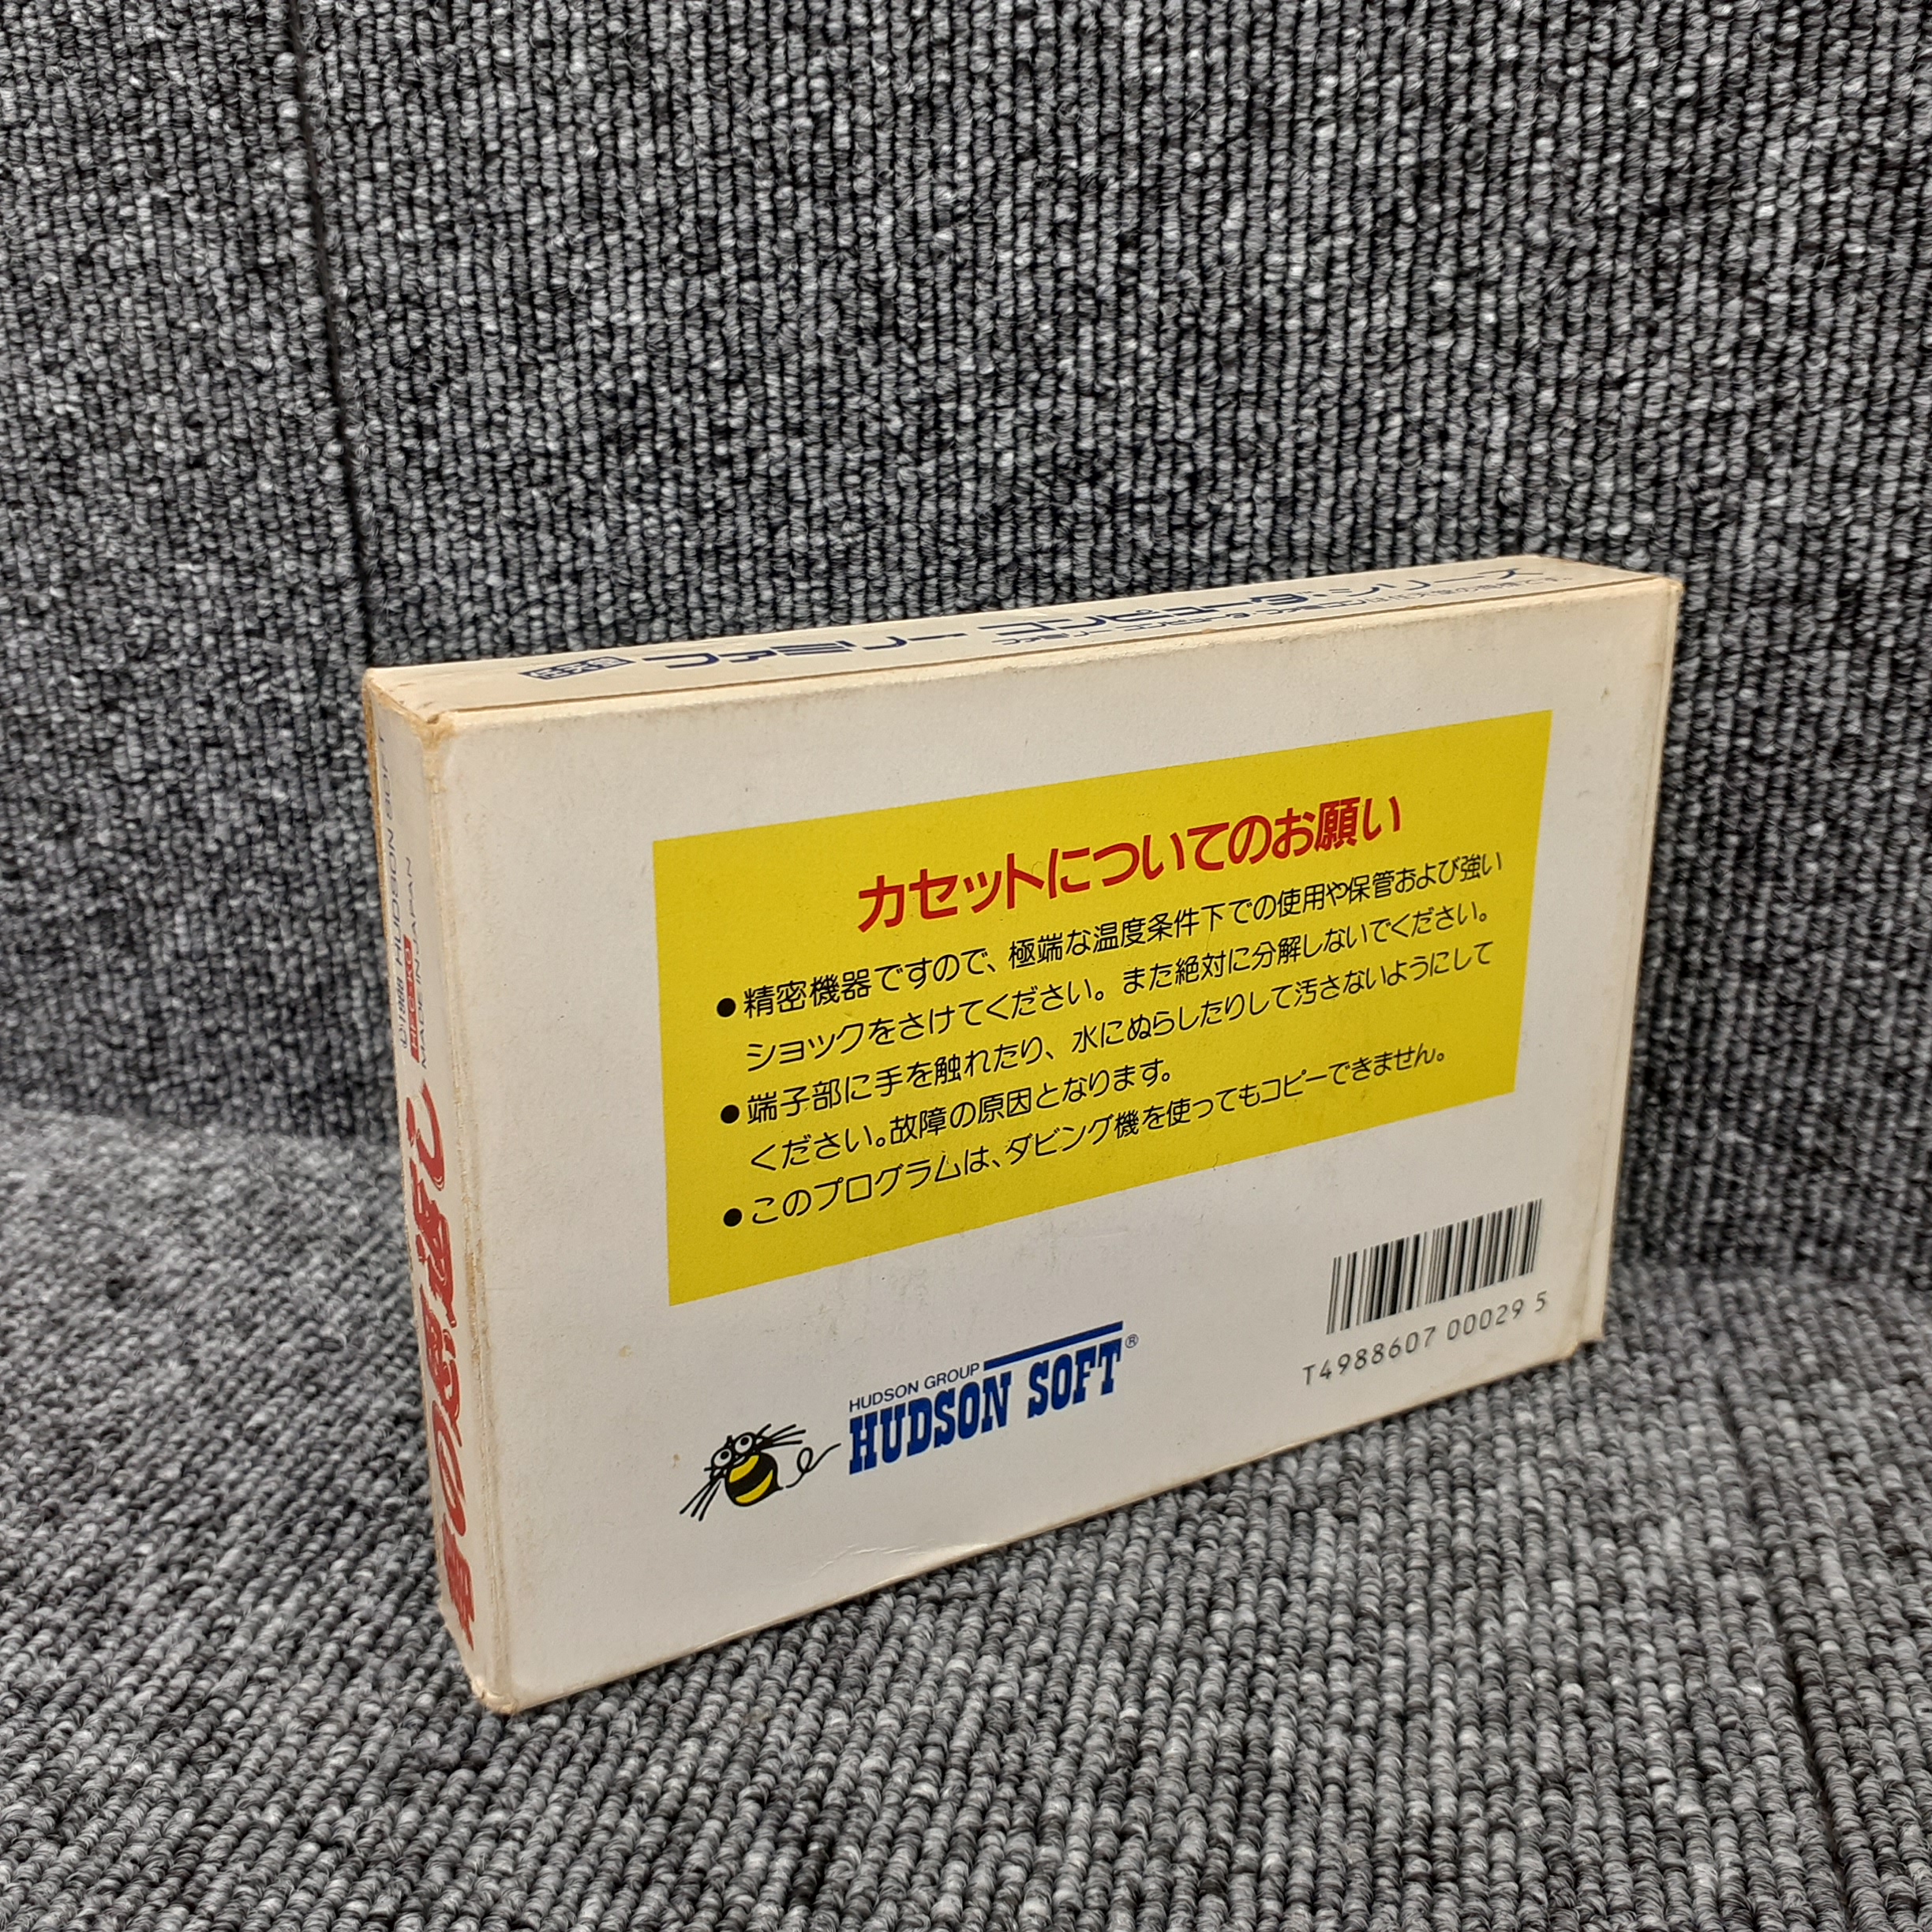 ファミリー コンピュータ・シリーズ
カセットについてのお願い
●精密機器ですので、極端な温度条件下での使用や保管および強い
ショックをさけてください。また絶対に分解しないでください。
●端子部に手を触れたり、水にぬらしたりして汚さないようにして
ください。故障の原因となります。
●このプログラムは、ダビング機を使ってもコピーできません。
HUDSON GROUP
HUDSON SOFT®
T4988607 00029 5
HUDSON SOFT
MADE IN JAPAN